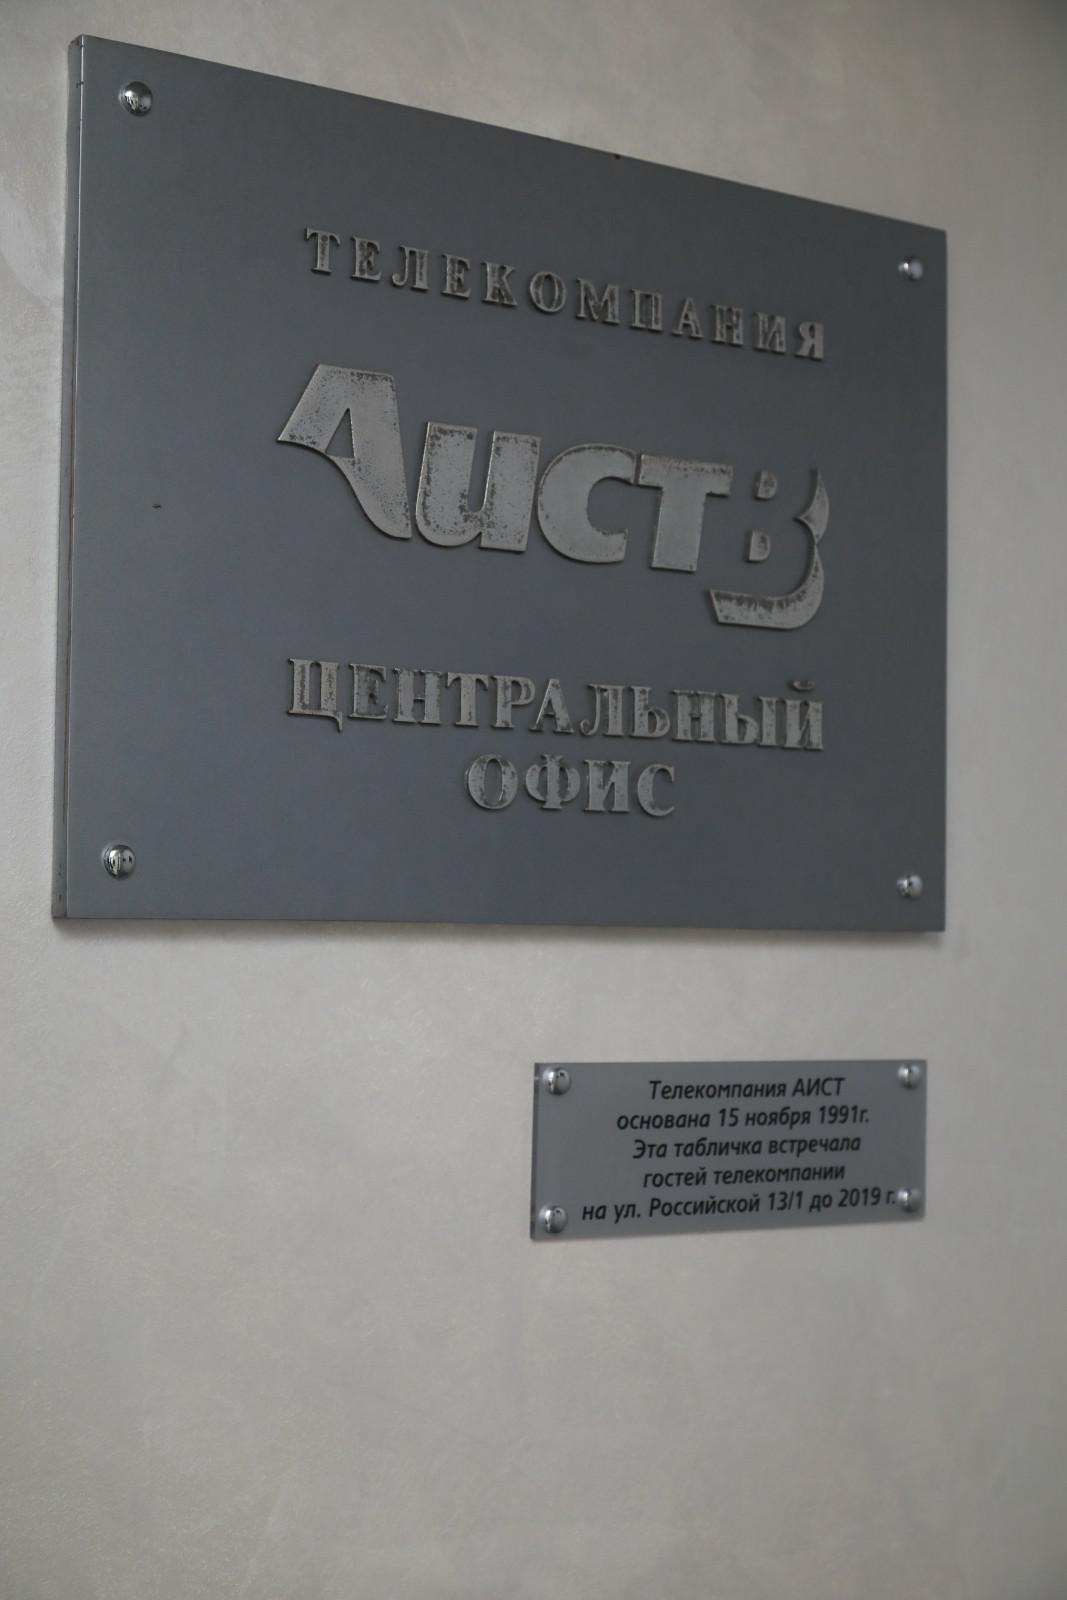 ТЕЛЕКОМПАНИЯ
АИСТВ
ЦЕНТРАЛЬНЫЙ
ОФИС
Телекомпания АИСТ
основана 15 ноября 1991г.
Эта табличка встречала
гостей телекомпании
на ул. Российской 13/1 до 2019 г.